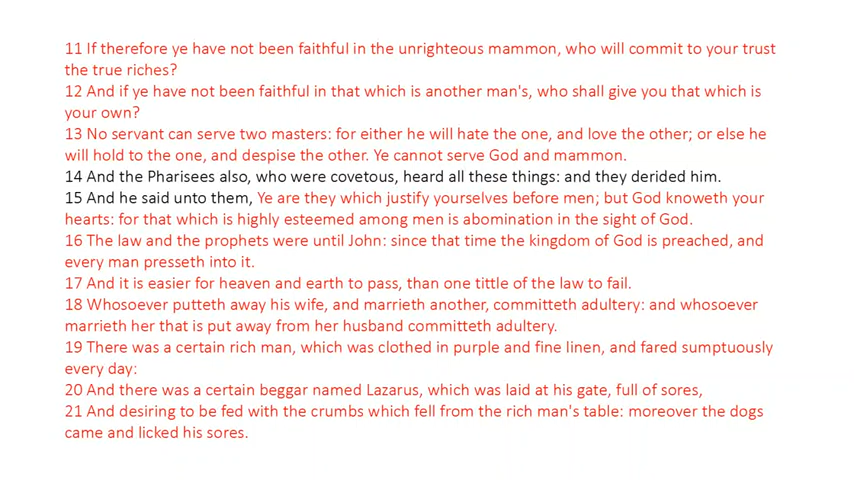 11 If therefore ye have not been faithful in the unrighteous mammon, who will commit to your trust
the true riches?
12 And if ye have not been faithful in that which is another man's, who shall give you that which is
your own?
13 No servant can serve two masters: for either he will hate the one, and love the other; or else he
will hold to the one, and despise the other. Ye cannot serve God and mammon.
14 And the Pharisees also, who were covetous, heard all these things: and they derided him.
15 And he said unto them, Ye are they which justify yourselves before men; but God knoweth your
hearts: for that which is highly esteemed among men is abomination in the sight of God.
16 The law and the prophets were until John: since that time the kingdom of God is preached, and
every man presseth into it.
17 And it is easier for heaven and earth to pass, than one tittle of the law to fail.
18 Whosoever putteth away his wife, and marrieth another, committeth adultery: and whosoever
marrieth her that is put away from her husband committeth adultery.
19 There was a certain rich man, which was clothed in purple and fine linen, and fared sumptuously
every day:
20 And there was a certain beggar named Lazarus, which was laid at his gate, full of sores,
21 And desiring to be fed with the crumbs which fell from the rich man's table: moreover the dogs
came and licked his sores.